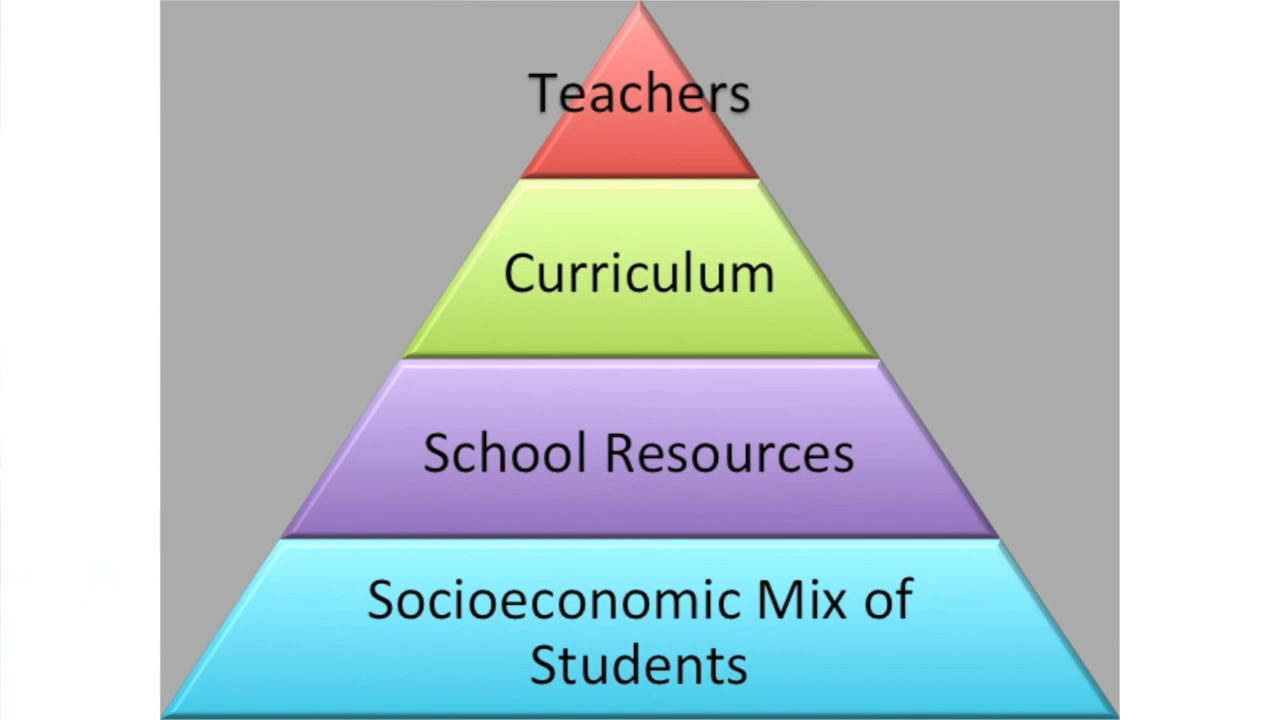 Teachers
Curriculum
School Resources
Socioeconomic Mix of
Students